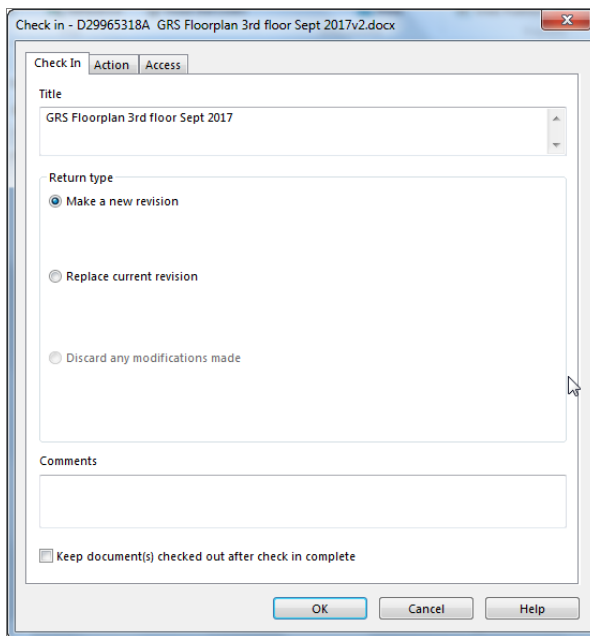 Check in - D29965318A GRS Floorplan 3rd floor Sept 2017v2.docx
Check In Action Access
Title
GRS Floorplan 3rd floor Sept 2017
Return type
Make a new revision
Replace current revision
Discard any modifications made
Comments
Keep document(s) checked out after check in complete
OK Cancel Help